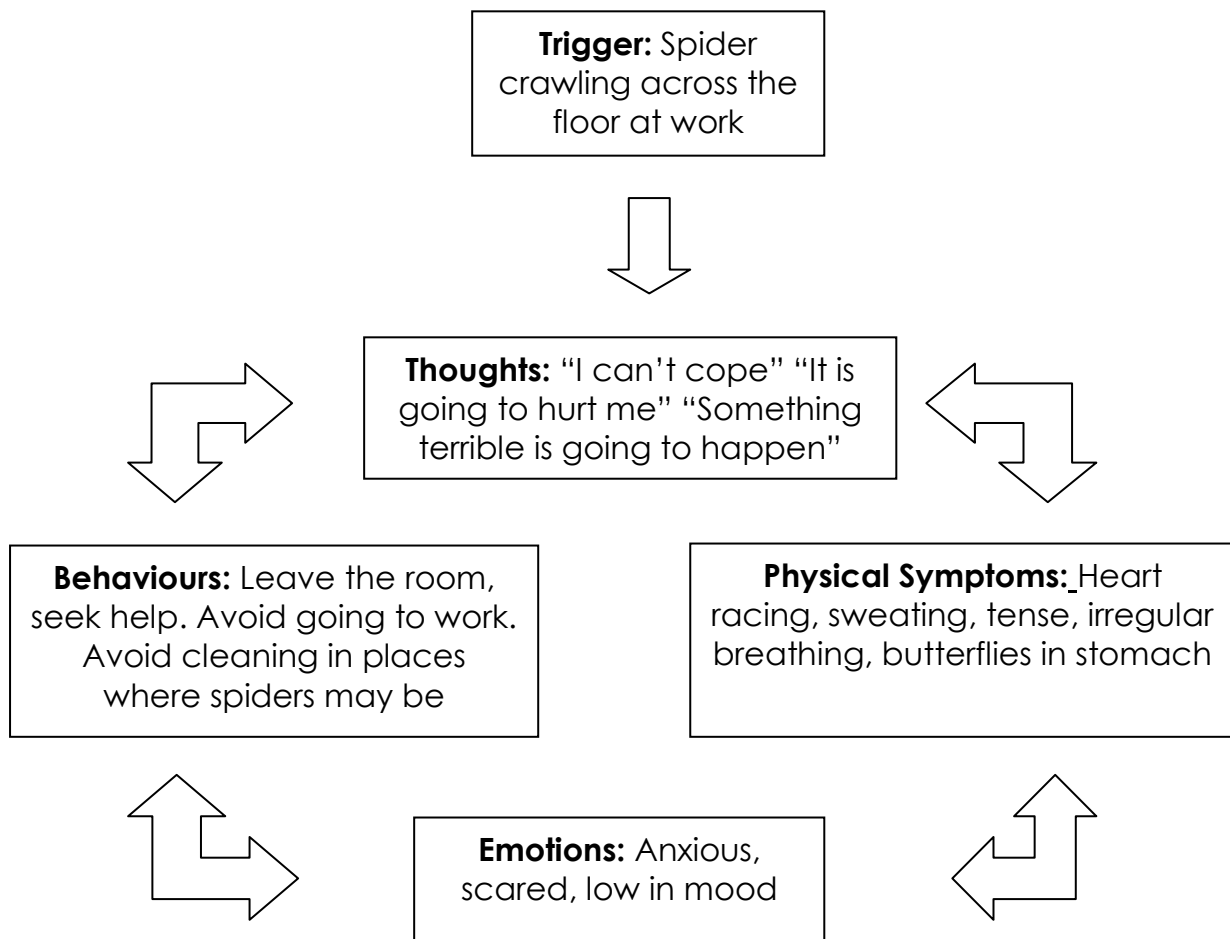 Trigger: Spider
crawling across the
floor at work
Thoughts: “I can’t cope” “It is
going to hurt me” “Something
terrible is going to happen”
Behaviours: Leave the room,
seek help. Avoid going to work.
Avoid cleaning in places
where spiders may be
Physical Symptoms: Heart
racing, sweating, tense, irregular
breathing, butterflies in stomach
Emotions: Anxious,
scared, low in mood